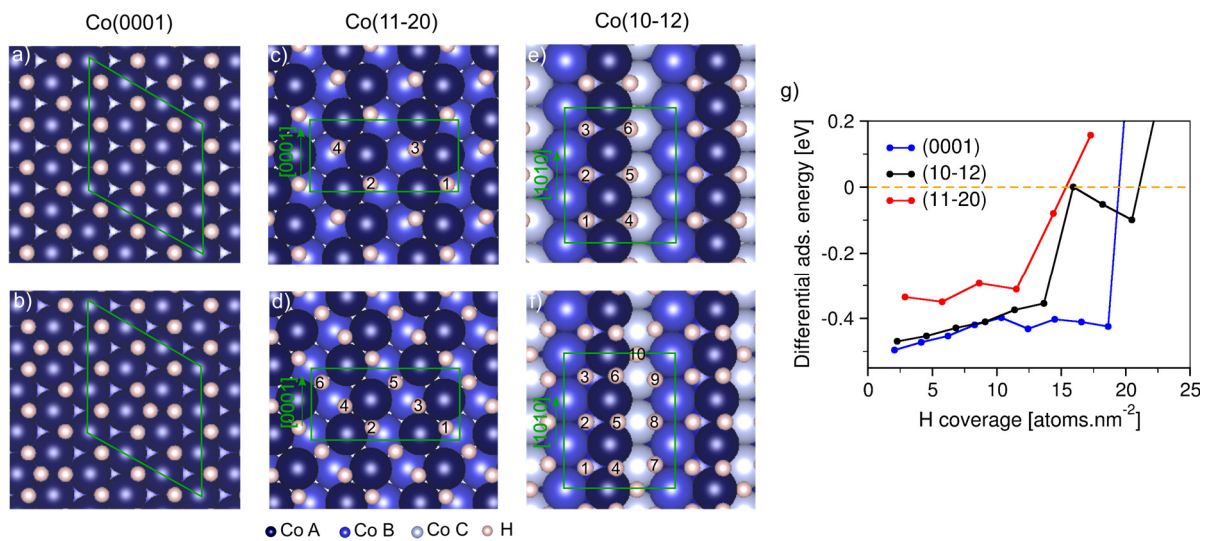 Co(0001) Co(11-20) Co(10-12)
a)
c)
[0001]
4 3
2 1
e)
[1010]
3 6
2 5
1 4
b)
d)
[0001]
6 5
4 3
2 1
f)
[1010]
10
3 6 9
2 5 8
1 4 7
Co A Co B Co C H
g)
Differential ads. energy [eV]
0.2
0
-0.2
-0.4
(0001)
(10-12)
(11-20)
0 5 10 15 20 25
H coverage [atoms.nm-2]